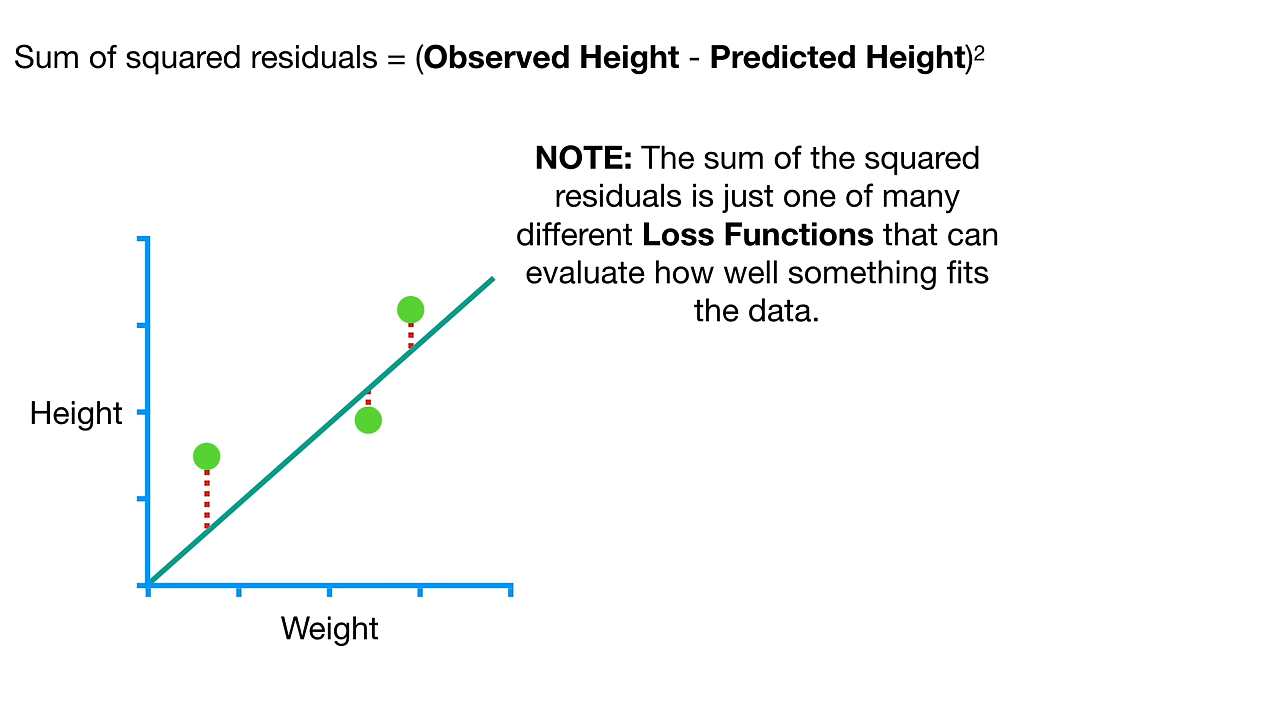 Sum of squared residuals = (Observed Height - Predicted Height)²
NOTE: The sum of the squared
residuals is just one of many
different Loss Functions that can
evaluate how well something fits
the data.
Height
Weight